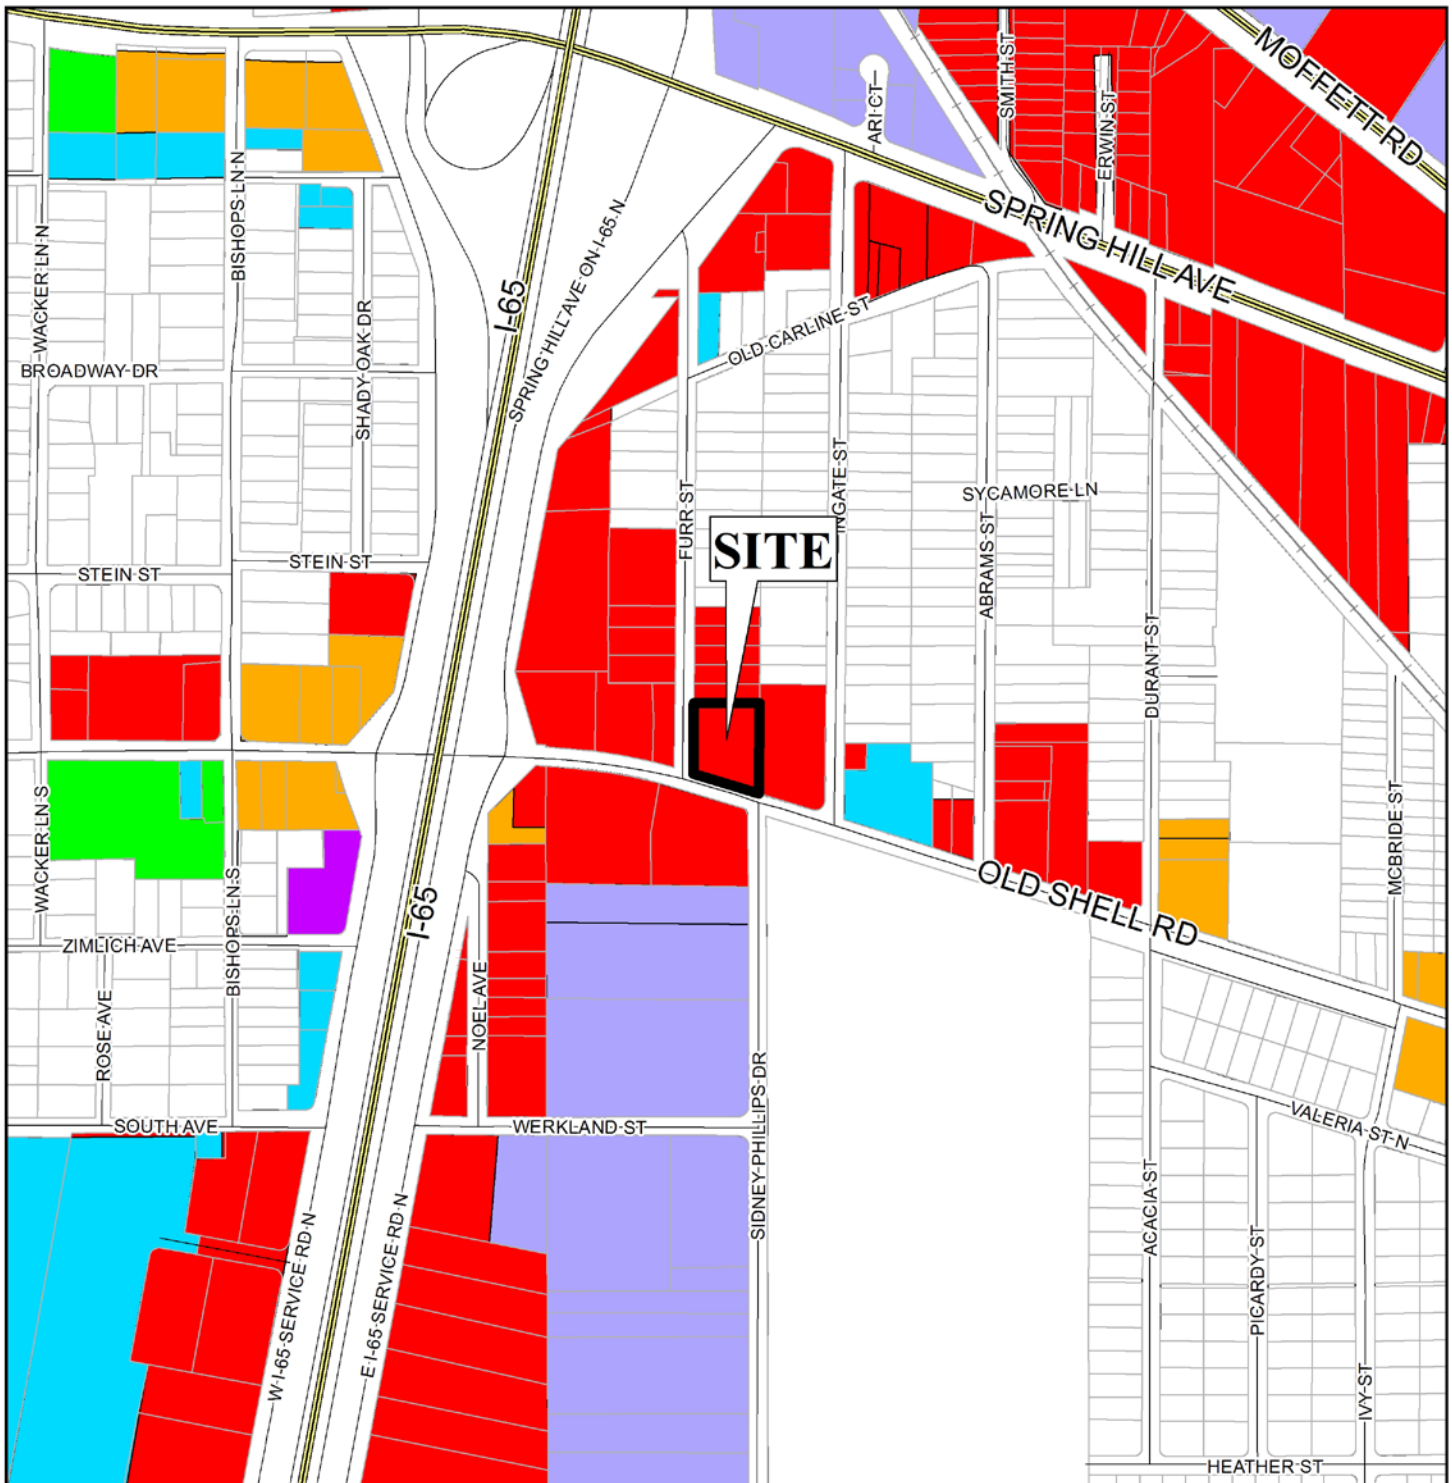 MOFFETT RD
SMITH ST
ARI CT
ERWIN ST
SPRING HILL AVE
BISHOPS LN N
WACKER LN N
SPRING HILL AVE ON I-65 N
I-65
OLD CARLINE ST
SHADY OAK DR
BROADWAY DR
INGATE ST
FURR ST
SYCAMORE LN
ABRAMS ST
SITE
STEIN ST
STEIN ST
DURANT ST
MCBRIDE ST
WACKER LN S
BISHOPS LN S
I-65
OLD SHELL RD
ZIMLICH AVE
ROSE AVE
NOEL AVE
SIDNEY PHILLIPS DR
SOUTH AVE
WERKLAND ST
VALERIA ST N
ACACIA ST
PICARDY ST
W I-65 SERVICE RD N
E I-65 SERVICE RD N
IVY ST
HEATHER ST